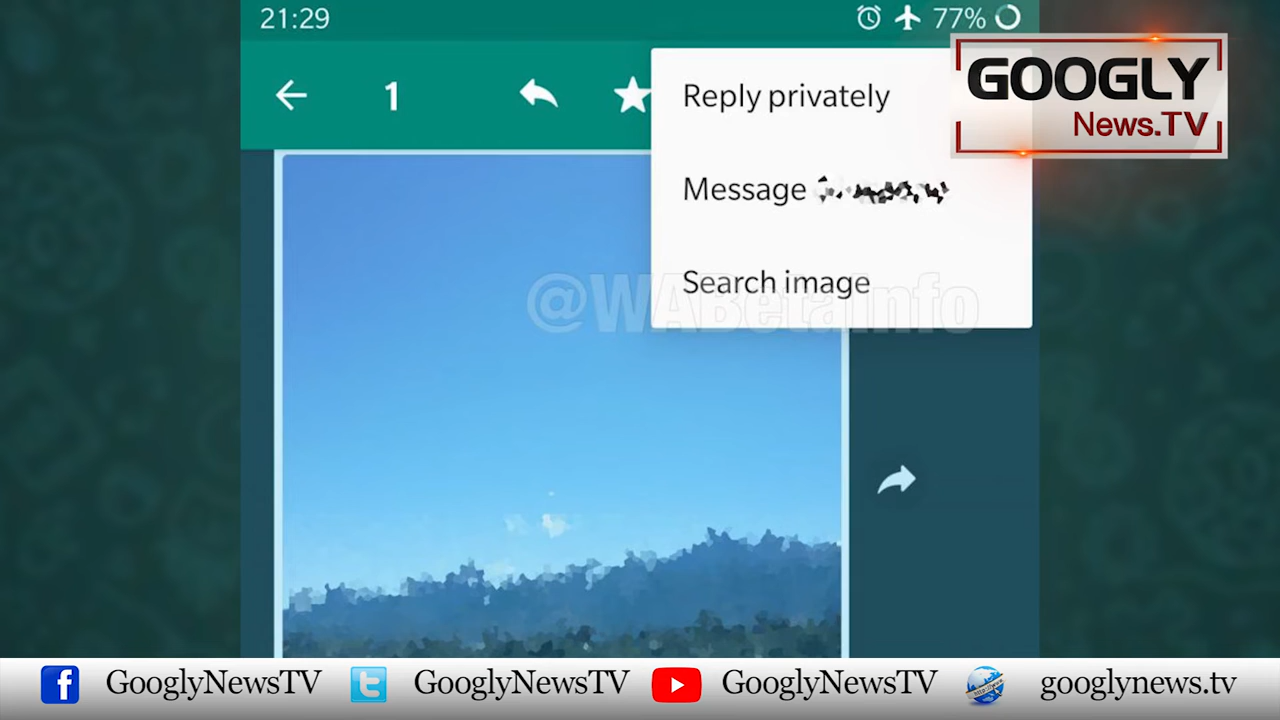 21:29
77%
GOOGLY
News.TV
1
Reply privately
Message
Search image
@WABetaInfo
GooglyNewsTV
GooglyNewsTV
GooglyNewsTV
googlynews.tv